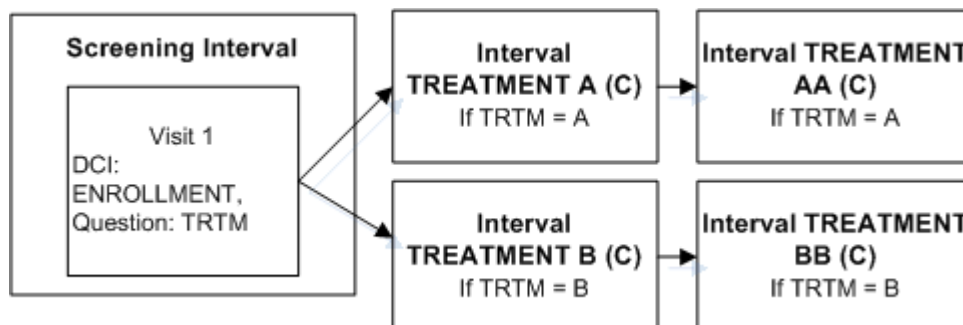 Screening Interval
Visit 1
DCI:
ENROLLMENT,
Question: TRTM
Interval
TREATMENT A (C)
If TRTM = A
Interval TREATMENT
AA (C)
If TRTM = A
Interval
TREATMENT B (C)
If TRTM = B
Interval TREATMENT
BB (C)
If TRTM = B